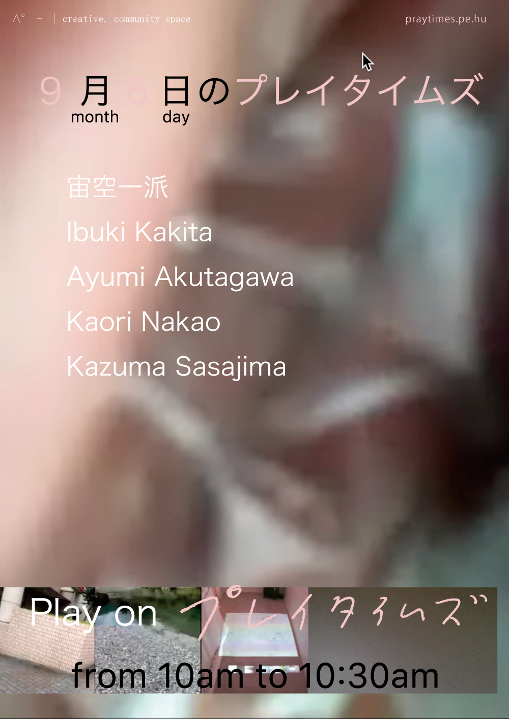 A° – | creative, community space
praytimes.pe.hu
9月6日のプレイタイムズ
month day
宙空一派
Ibuki Kakita
Ayumi Akutagawa
Kaori Nakao
Kazuma Sasajima
Play on プレイタイムズ
from 10am to 10:30am